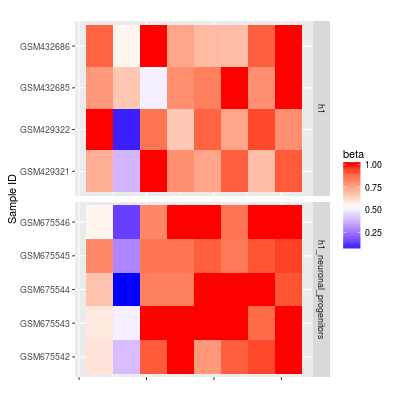 Sample ID
GSM432686
GSM432685
GSM429322
GSM429321
h1
GSM675546
GSM675545
GSM675544
GSM675543
GSM675542
h1_neuronal_progenitors
beta
1.00
0.75
0.50
0.25